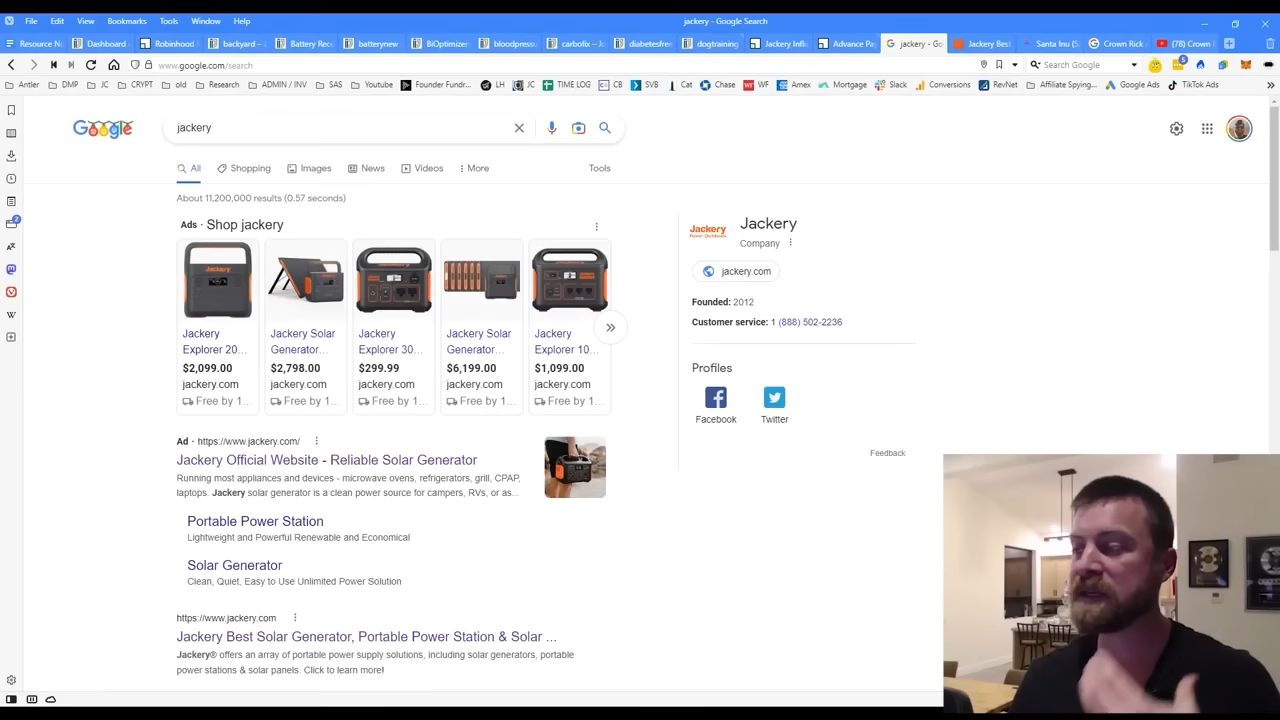 File Edit View Bookmarks Tools Window Help
jackery - Google Search
Resource N
Dashboard
Robinhood
backyard –
Battery Rec
batterynew
BiOptimizer
bloodpressu
carbofix – Jo
diabetesfree
dogtraining
Jackery Influ
Advance Pa
jackery - Go
Jackery Bes
Santa Inu (S
Crown Rick
(78) Crown
www.google.com/search
Search Google
5
Antler
DMP
JC
CRYPT
old
Research
ADMIN / INV
SAS
Youtube
Founder Fundr...
LH
JC
TIME LOG
CB
SVB
Cat
Chase
WF
Amex
Mortgage
Slack
Conversions
RevNet
Affiliate Spying...
Google Ads
TikTok Ads
2
Google
jackery
All Shopping Images News Videos More Tools
About 11,200,000 results (0.57 seconds)
Ads · Shop jackery
Jackery
Explorer 20...
$2,099.00
jackery.com
Free by 1...
Jackery Solar
Generator...
$2,798.00
jackery.com
Free by 1...
Jackery
Explorer 30...
$299.99
jackery.com
Free by 1...
Jackery Solar
Generator...
$6,199.00
jackery.com
Free by 1...
Jackery
Explorer 10...
$1,099.00
jackery.com
Free by 1...
Ad · https://www.jackery.com/
Jackery Official Website - Reliable Solar Generator
Running most appliances and devices - microwave ovens, refrigerators, grill, CPAP,
laptops. Jackery solar generator is a clean power source for campers, RVs, or as...
Portable Power Station
Lightweight and Powerful Renewable and Economical
Solar Generator
Clean, Quiet, Easy to Use Unlimited Power Solution
https://www.jackery.com
Jackery Best Solar Generator, Portable Power Station & Solar ...
Jackery® offers an array of portable power supply solutions, including solar generators, portable
power stations & solar panels. Click to learn more!
Jackery
Jackery
Company
jackery.com
Founded: 2012
Customer service: 1 (888) 502-2236
Profiles
Facebook
Twitter
Feedback